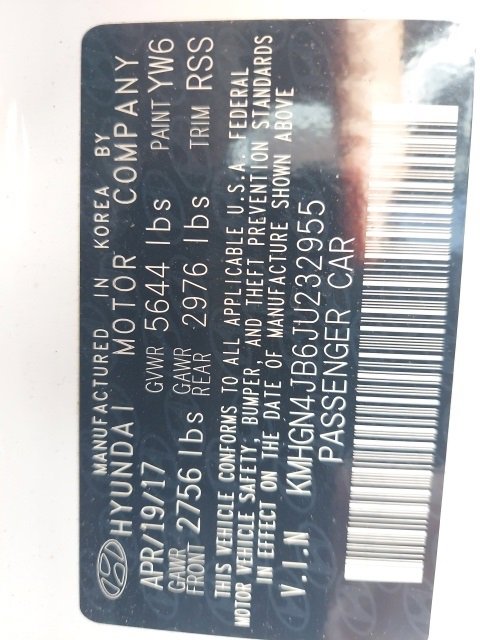 MANUFACTURED IN KOREA BY
HYUNDAI MOTOR COMPANY
APR/19/17 GVWR 5644 lbs PAINT YW6
GAWR FRONT 2756 lbs GAWR REAR 2976 lbs TRIM RSS
THIS VEHICLE CONFORMS TO ALL APPLICABLE U.S.A. FEDERAL
MOTOR VEHICLE SAFETY, BUMPER, AND THEFT PREVENTION STANDARDS
IN EFFECT ON THE DATE OF MANUFACTURE SHOWN ABOVE
V.I.N KMHGN4JB6JU232955
PASSENGER CAR